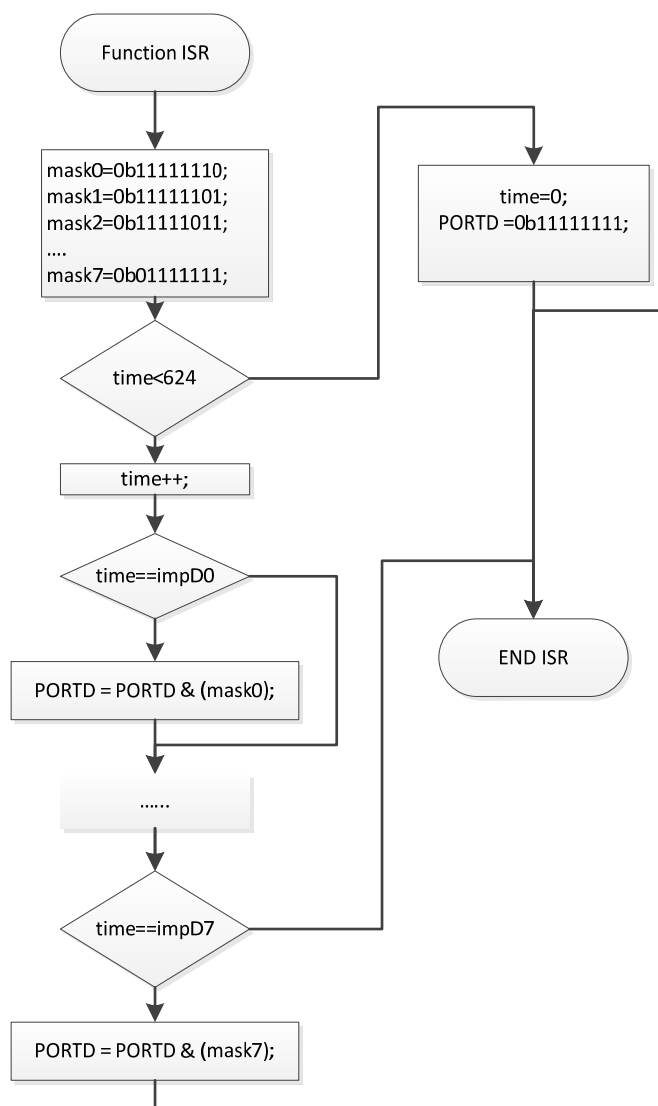 Function ISR
mask0=0b11111110;
mask1=0b11111101;
mask2=0b11111011;
....
mask7=0b01111111;
time<624
time++;
time==impD0
PORTD = PORTD & (mask0);
......
time==impD7
PORTD = PORTD & (mask7);
time=0;
PORTD =0b11111111;
END ISR